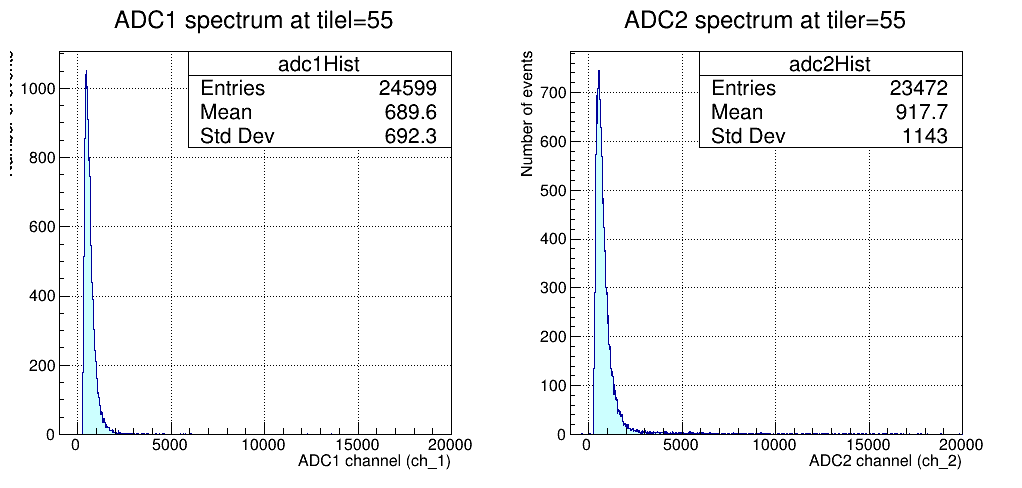 ADC1 spectrum at tilel=55
adc1Hist
Entries 24599
Mean 689.6
Std Dev 692.3
1000
800
600
400
200
0
0 5000 10000 15000 20000
ADC1 channel (ch_1)
ADC2 spectrum at tiler=55
Number of events
adc2Hist
Entries 23472
Mean 917.7
Std Dev 1143
700
600
500
400
300
200
100
0
0 5000 10000 15000 20000
ADC2 channel (ch_2)